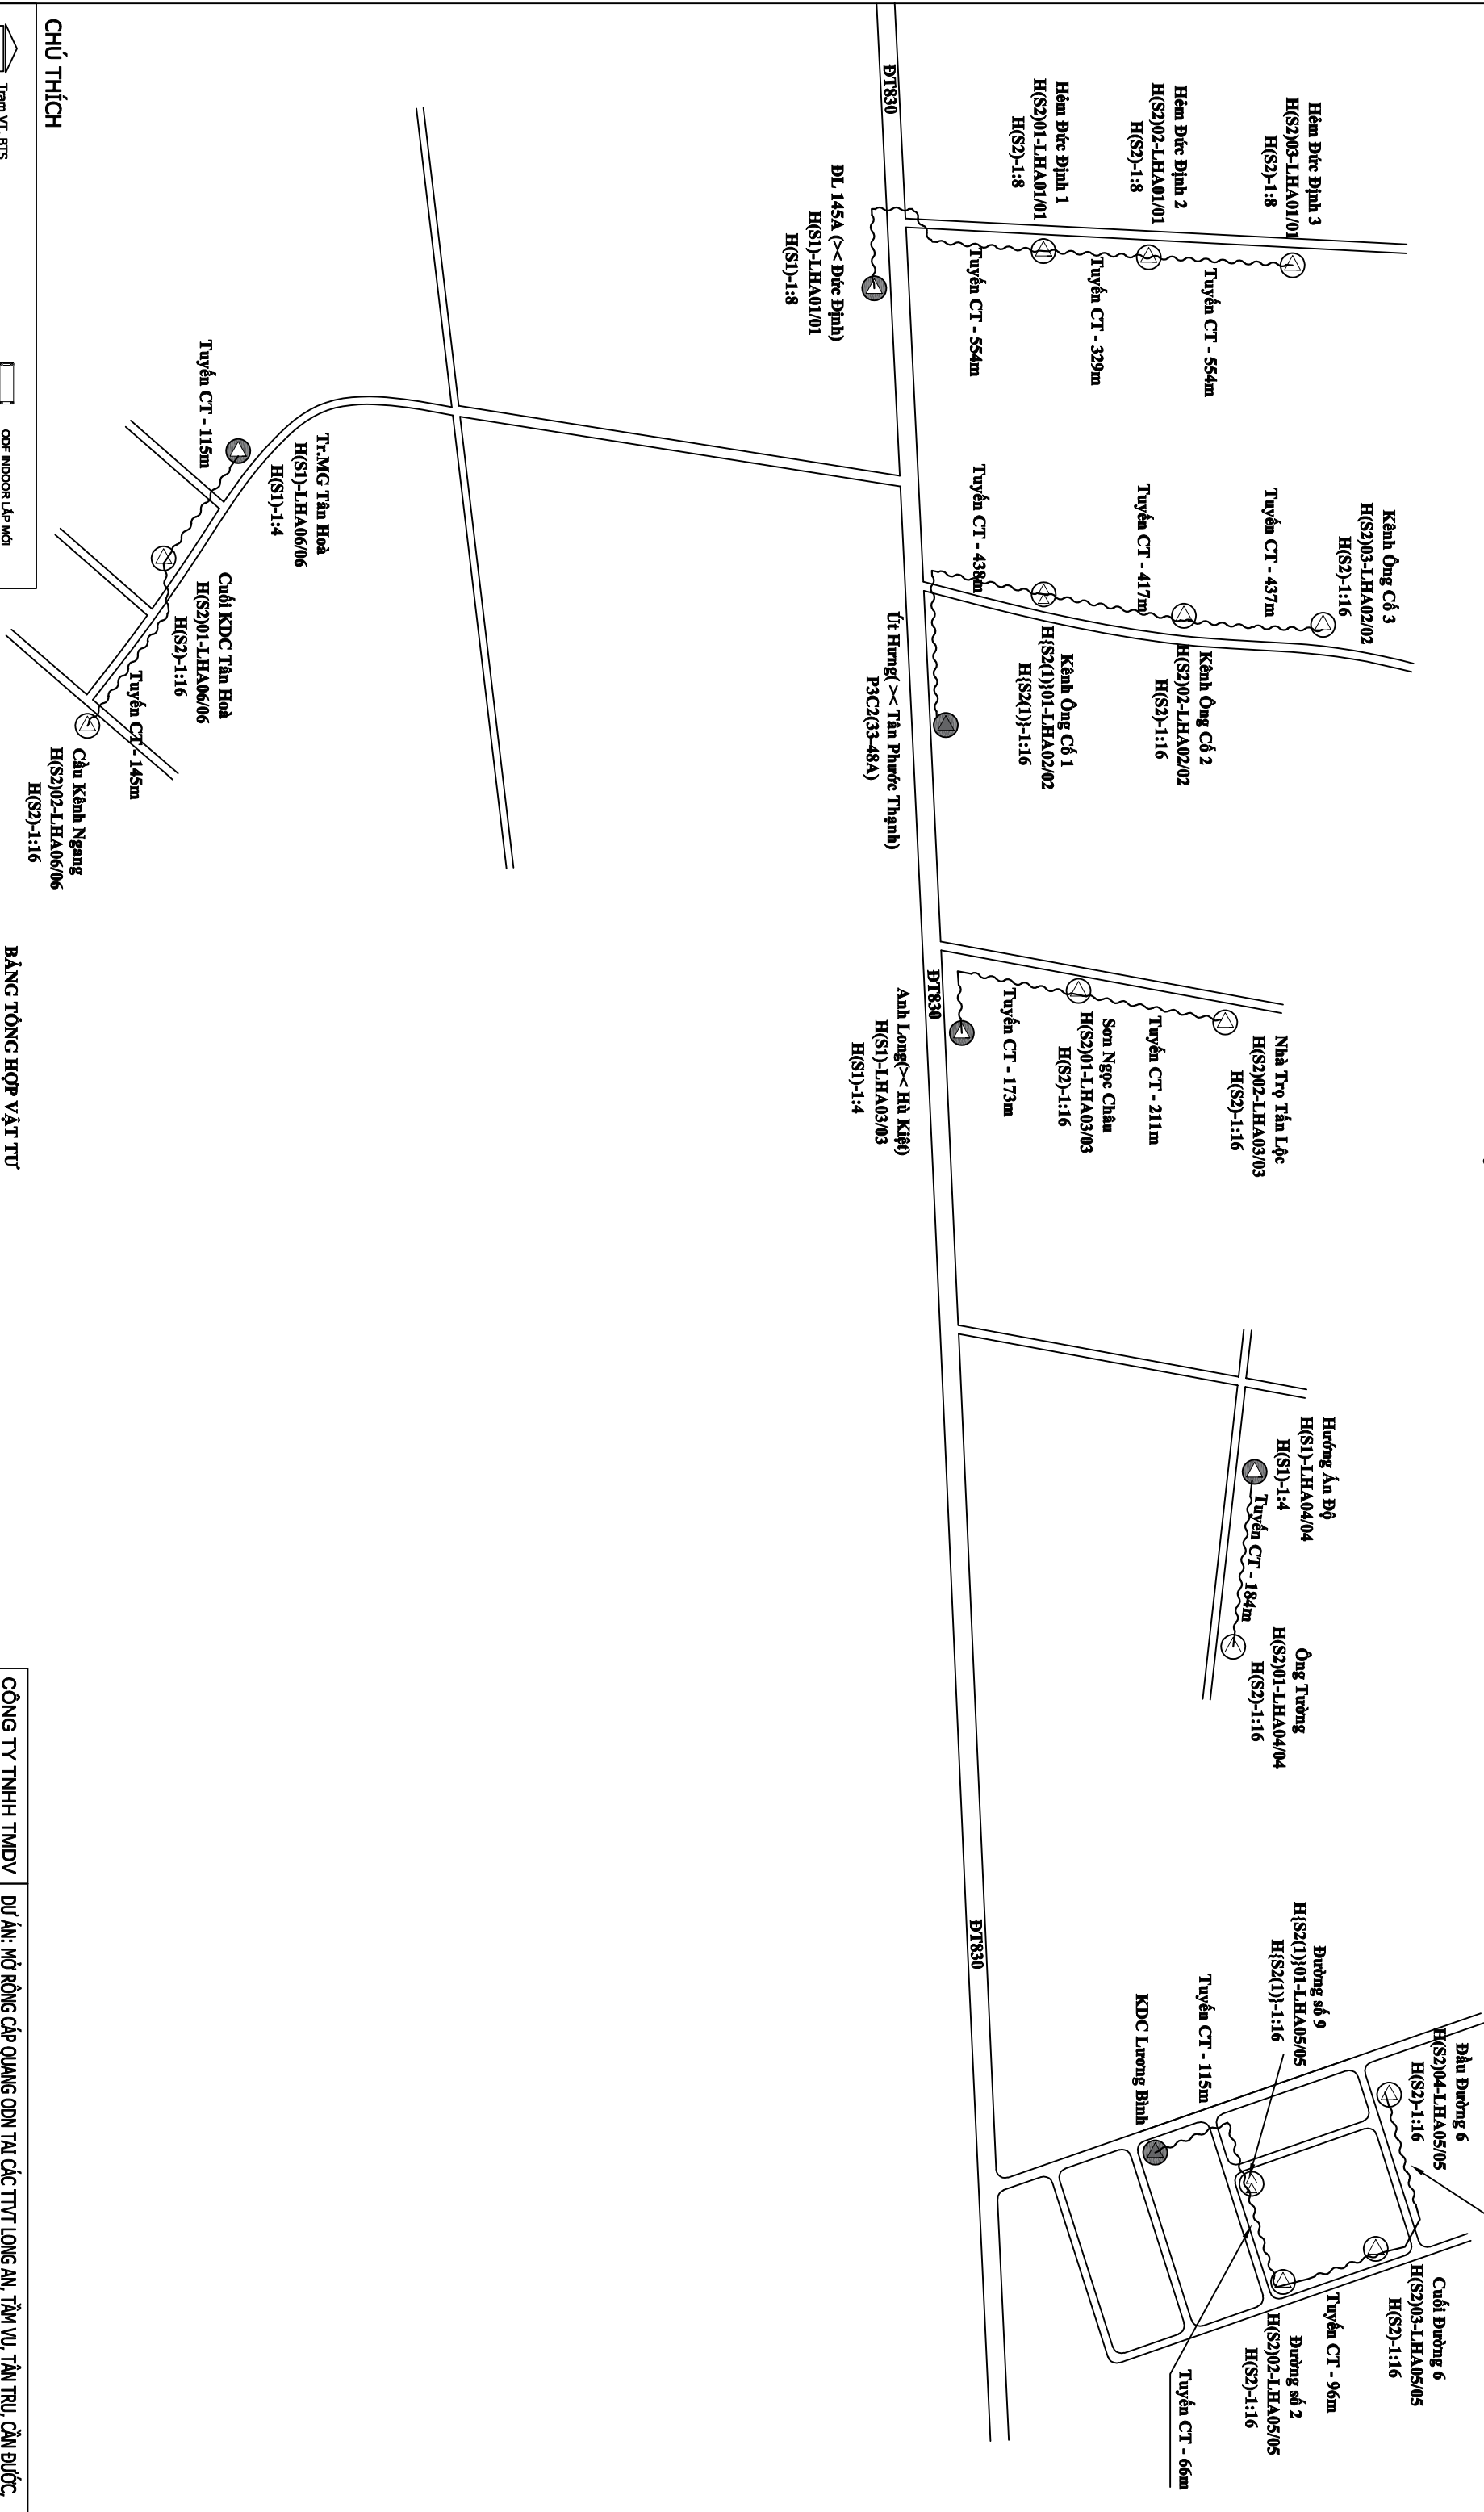 Hẻm Đức Định 3
H(S2)03-LHA01/01
H(S2)-1:8
Hẻm Đức Định 2
H(S2)02-LHA01/01
H(S2)-1:8
Hẻm Đức Định 1
H(S2)01-LHA01/01
H(S2)-1:8
ĐT830
Tuyến CT - 554m
Tuyến CT - 329m
Tuyến CT - 554m
ĐL 145A (>< Đức Định)
H(S1)-LHA01/01
H(S1)-1:8
Kênh Ông Cố 3
H(S2)03-LHA02/02
H(S2)-1:16
Tuyến CT - 437m
Tuyến CT - 417m
Tuyến CT - 438m
Kênh Ông Cố 2
H(S2)02-LHA02/02
H(S2)-1:16
Kênh Ông Cố 1
H{S2(1)}01-LHA02/02
H{S2(1)}-1:16
Út Hưng( >< Tân Phước Thạnh)
P3C2(33-48A)
Nhà Trọ Tấn Lộc
H(S2)02-LHA03/03
H(S2)-1:16
Tuyến CT - 211m
Sơn Ngọc Châu
H(S2)01-LHA03/03
H(S2)-1:16
Tuyến CT - 173m
ĐT830
Anh Long(>< Hủ Kiệt)
H(S1)-LHA03/03
H(S1)-1:4
Hướng Ấn Độ
H(S1)-LHA04/04
H(S1)-1:4
Tuyến CT - 184m
Ông Tường
H(S2)01-LHA04/04
H(S2)-1:16
ĐT830
Đầu Đường 6
H(S2)04-LHA05/05
H(S2)-1:16
Đường số 9
H{S2(1)}01-LHA05/05
H{S2(1)}-1:16
Tuyến CT - 115m
KDC Lương Bình
Cuối Đường 6
H(S2)03-LHA05/05
H(S2)-1:16
Tuyến CT - 96m
Đường số 2
H(S2)02-LHA05/05
H(S2)-1:16
Tuyến CT - 66m
Tr.MG Tân Hoà
H(S1)-LHA06/06
H(S1)-1:4
Tuyến CT - 115m
Cuối KDC Tân Hoà
H(S2)01-LHA06/06
H(S2)-1:16
Tuyến CT - 145m
Cầu Kênh Ngang
H(S2)02-LHA06/06
H(S2)-1:16
CHÚ THÍCH
Trạm VT, BTS
ODF INDOOR LẮP MỚI
BẢNG TỔNG HỢP VẬT TƯ
CÔNG TY TNHH TMDV
DỰ ÁN: MỞ RỘNG CÁP QUANG ODN TẠI CÁC TTVT LONG AN, TẦM VU, TÂN TRỤ, CẦN ĐƯỚC,